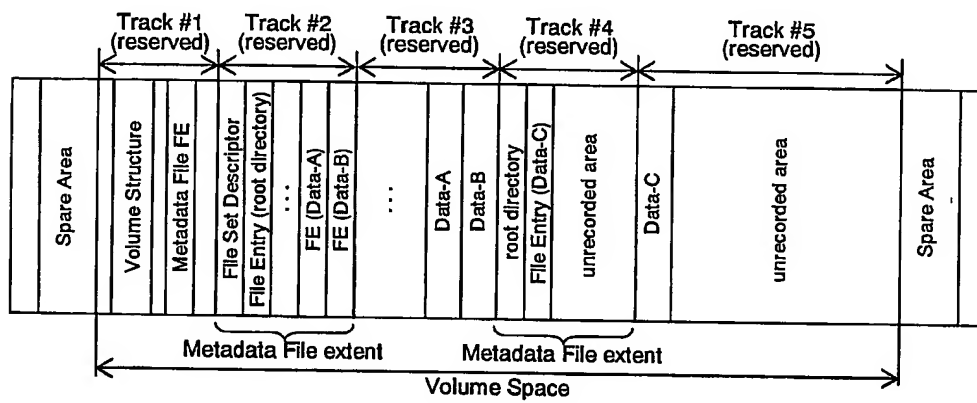 Track #1
(reserved)
Track #2
(reserved)
Track #3
(reserved)
Track #4
(reserved)
Track #5
(reserved)
Spare Area
Volume Structure
Metadata File FE
File Set Descriptor
File Entry (root directory)
...
FE (Data-A)
FE (Data-B)
...
Data-A
Data-B
root directory
File Entry (Data-C)
unrecorded area
Data-C
unrecorded area
Spare Area
Metadata File extent
Metadata File extent
Volume Space